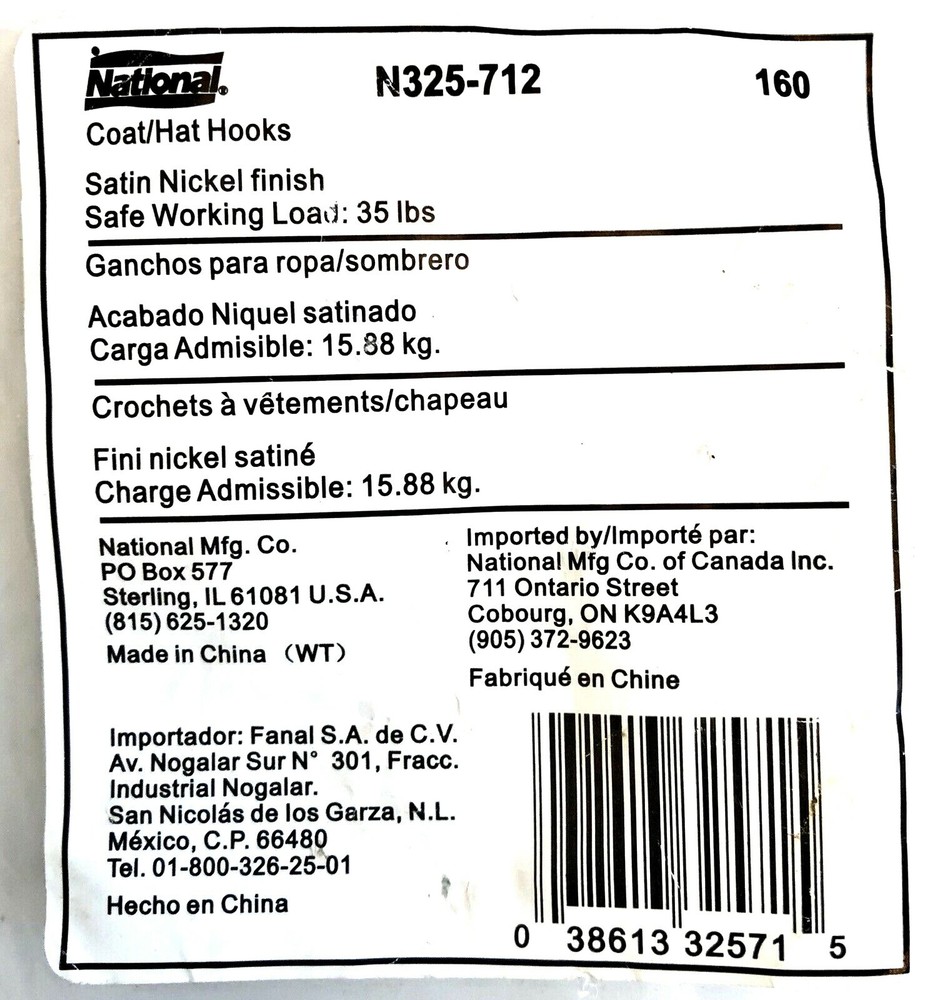 National®
N325-712
160
Coat/Hat Hooks
Satin Nickel finish
Safe Working Load: 35 lbs
Ganchos para ropa/sombrero
Acabado Niquel satinado
Carga Admisible: 15.88 kg.
Crochets à vêtements/chapeau
Fini nickel satiné
Charge Admissible: 15.88 kg.
National Mfg. Co.
PO Box 577
Sterling, IL 61081 U.S.A.
(815) 625-1320
Made in China (WT)
Imported by/Importé par:
National Mfg Co. of Canada Inc.
711 Ontario Street
Cobourg, ON K9A4L3
(905) 372-9623
Fabriqué en Chine
Importador: Fanal S.A. de C.V.
Av. Nogalar Sur N° 301, Fracc.
Industrial Nogalar.
San Nicolás de los Garza, N.L.
México, C.P. 66480
Tel. 01-800-326-25-01
Hecho en China
0 38613 32571 5